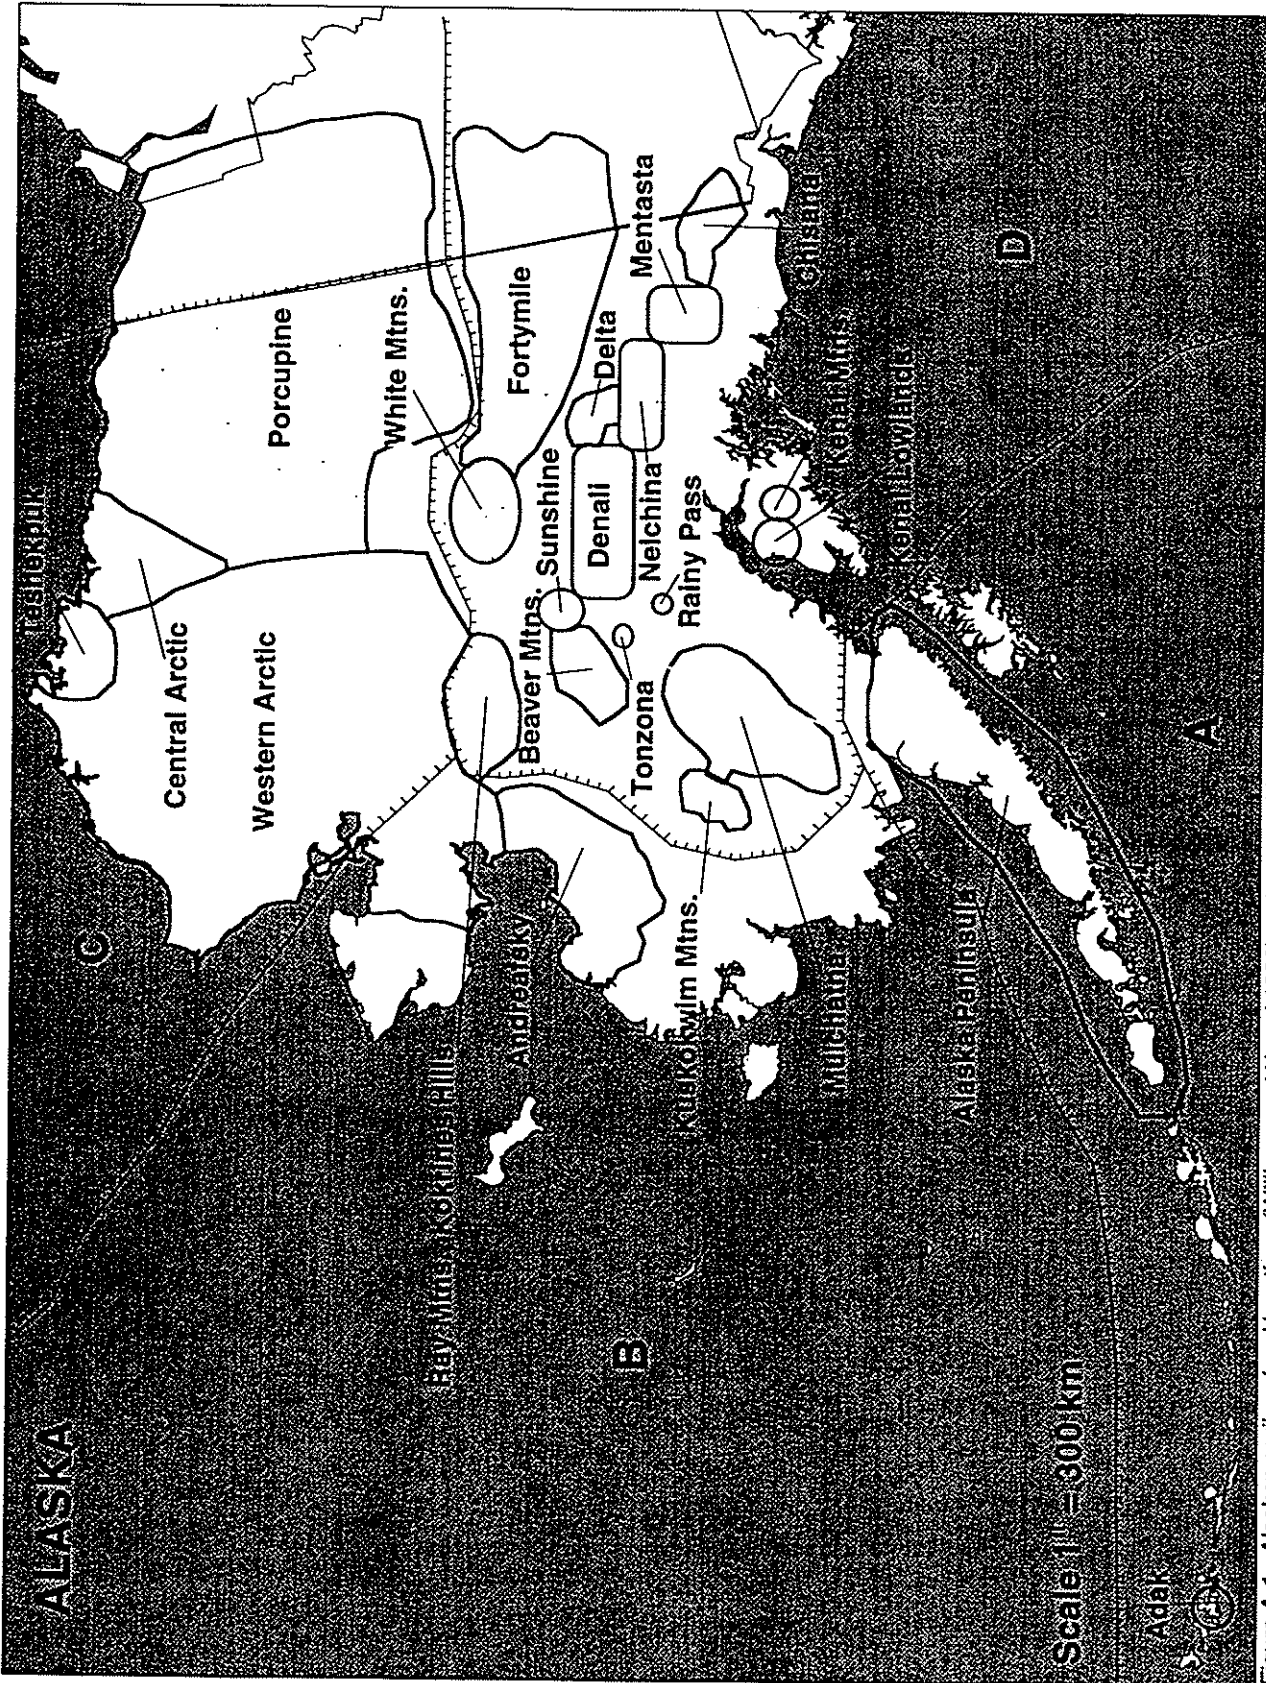 ALASKA
C
Teshekpuk
Central Arctic
Western Arctic
Porcupine
White Mtns.
Fortymile
Ray Mtns./Kokrines Hills
Andreafsky
Beaver Mtns.
Sunshine
Denali
Delta
Nelchina
Mentasta
Chisana
Tonzona
Rainy Pass
B
Kuskokwim Mtns.
Mulchatna
Kenai Mtns.
Kenai Lowlands
D
Alaska Paninsula
A
Scale 1" = 300 km
Adak